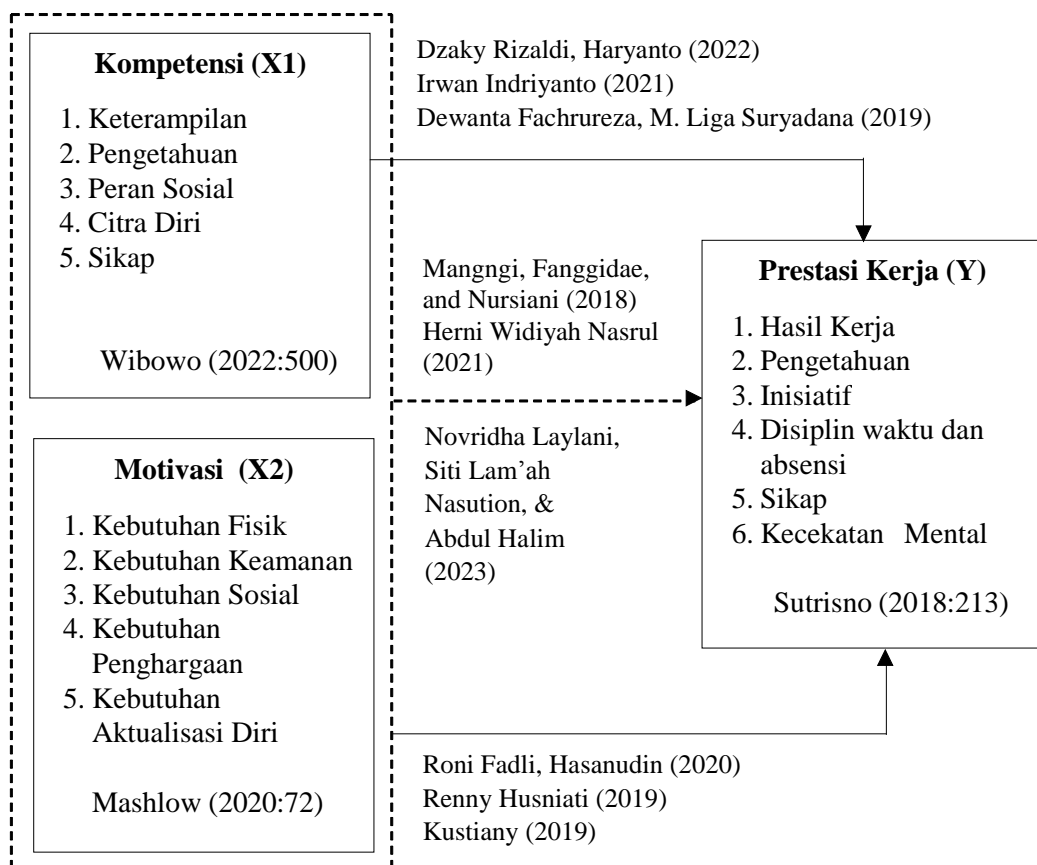 Kompetensi (X1)
1. Keterampilan
2. Pengetahuan
3. Peran Sosial
4. Citra Diri
5. Sikap
Wibowo (2022:500)
Dzaky Rizaldi, Haryanto (2022)
Irwan Indriyanto (2021)
Dewanta Fachrureza, M. Liga Suryadana (2019)
Mangngi, Fanggidae,
and Nursiani (2018)
Herni Widiyah Nasrul
(2021)
Novridha Laylani,
Siti Lam’ah
Nasution, &
Abdul Halim
(2023)
Prestasi Kerja (Y)
1. Hasil Kerja
2. Pengetahuan
3. Inisiatif
4. Disiplin waktu dan
absensi
5. Sikap
6. Kecekatan Mental
Sutrisno (2018:213)
Motivasi (X2)
1. Kebutuhan Fisik
2. Kebutuhan Keamanan
3. Kebutuhan Sosial
4. Kebutuhan
Penghargaan
5. Kebutuhan
Aktualisasi Diri
Mashlow (2020:72)
Roni Fadli, Hasanudin (2020)
Renny Husniati (2019)
Kustiany (2019)